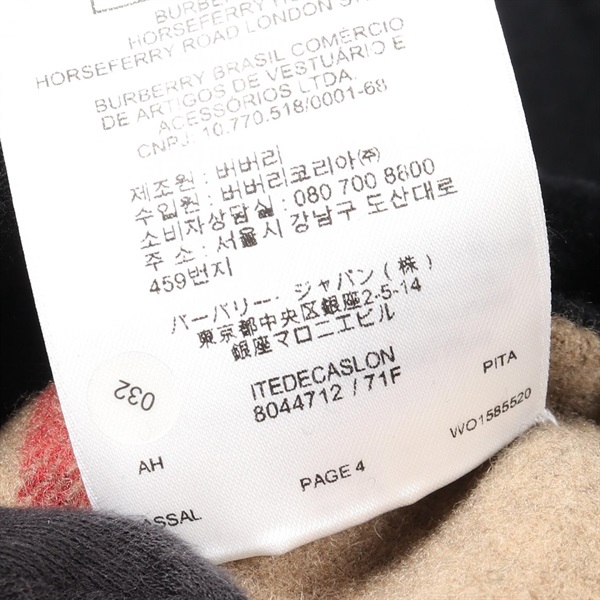 BURBERRY
HORSEFERRY
HORSEFERRY ROAD LONDON
BURBERRY BRASIL COMERCIO
DE ARTIGOS DE VESTUÁRIO E
ACESSÓRIOS LTDA.
CNPJ: 10.770.518/0001-68
제조원 : 버버리
수입원 : 버버리코리아㈜
소비자상담실 : 080 700 8800
주 소 : 서울시 강남구 도산대로
459번지
バーバリー・ジャパン(株)
東京都中央区銀座2-5-14
銀座マロニエビル
032
ITEDECASLON
8044712 / 71F
PITA
AH
PAGE 4
WO1585520
ASSAL